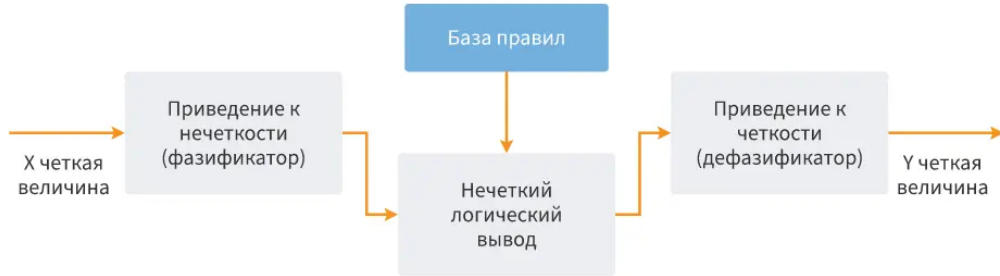 База правил
Приведение к
нечеткости
(фазификатор)
Приведение к
четкости
(дефазификатор)
X четкая
величина
Y четкая
величина
Нечеткий
логический
вывод